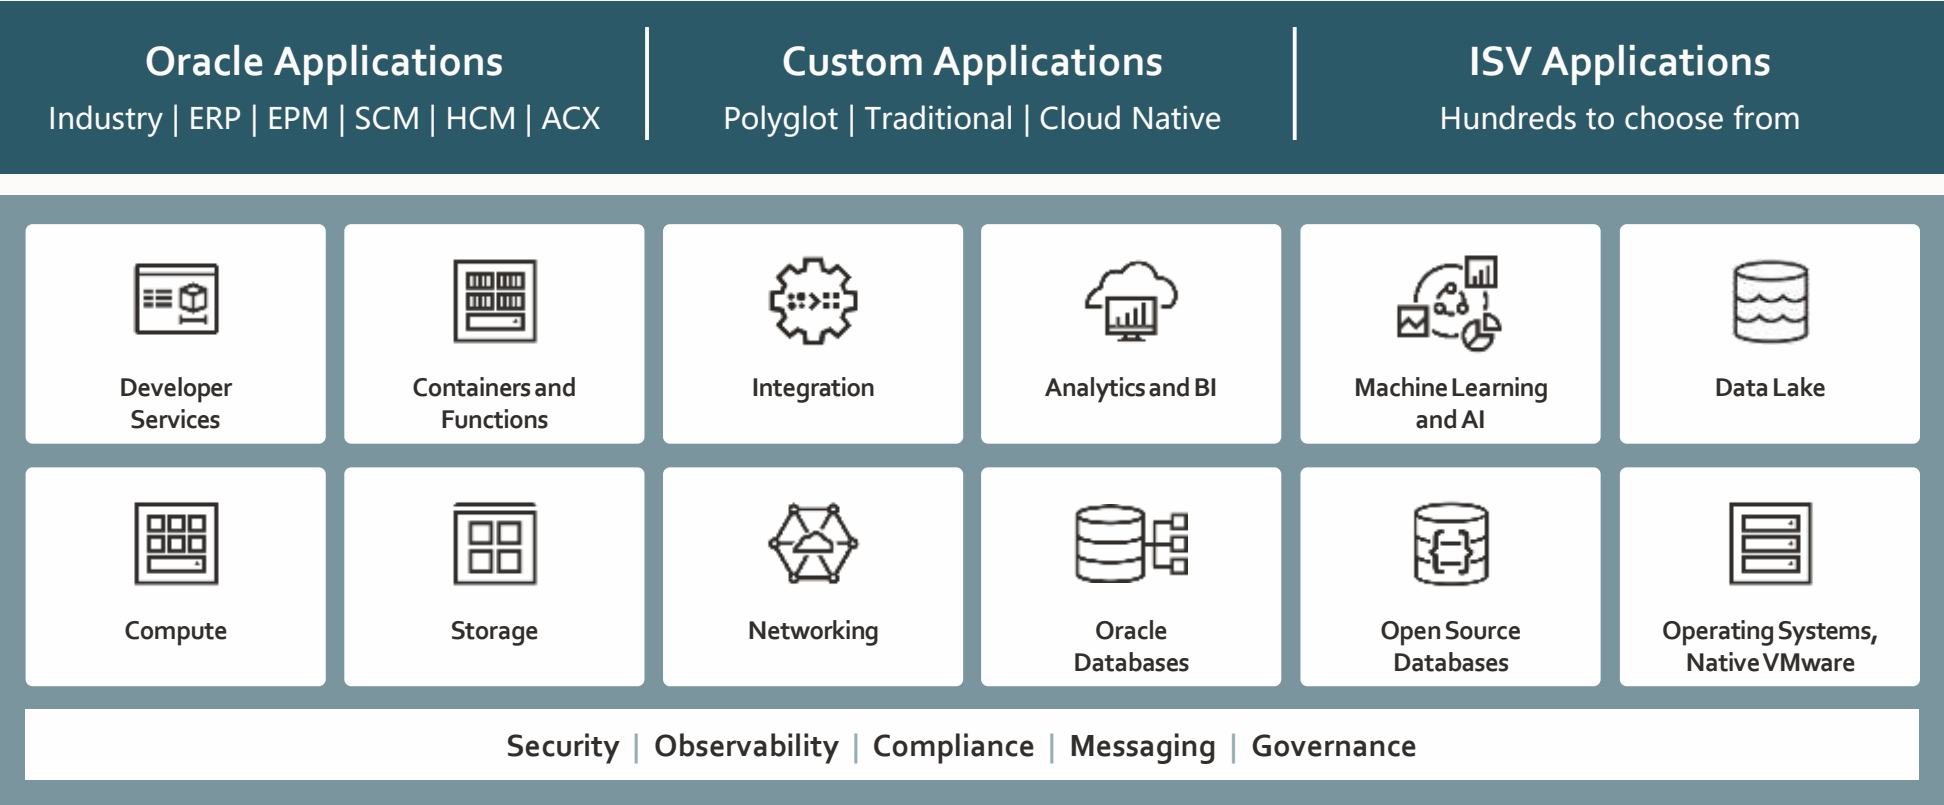 Oracle Applications
Industry | ERP | EPM | SCM | HCM | ACX
Custom Applications
Polyglot | Traditional | Cloud Native
ISV Applications
Hundreds to choose from
Developer
Services
Containers and
Functions
Integration
Analytics and BI
Machine Learning
and AI
Data Lake
Compute
Storage
Networking
Oracle
Databases
Open Source
Databases
Operating Systems,
Native VMware
Security | Observability | Compliance | Messaging | Governance